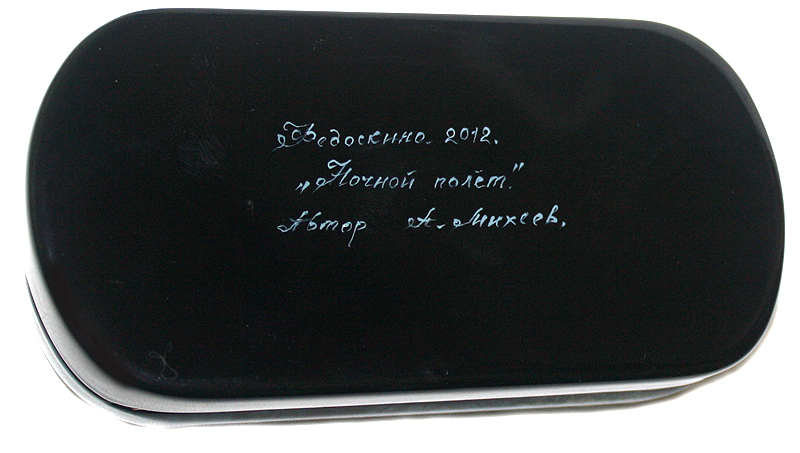 Федоскино 2012.
„Ночной полёт."
Автор А. Михеев.